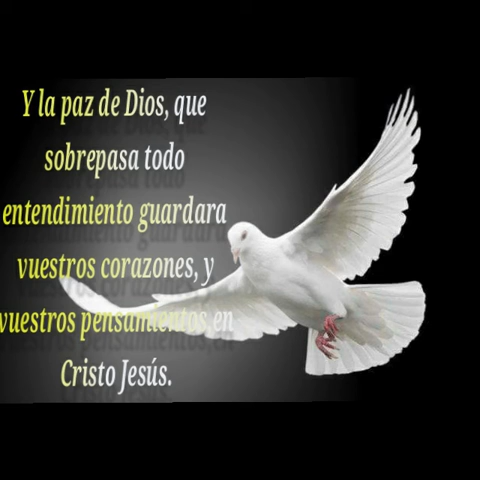 Y la paz de Dios, que
sobrepasa todo
entendimiento guardara
vuestros corazones, y
vuestros pensamientos en
Cristo Jesús.